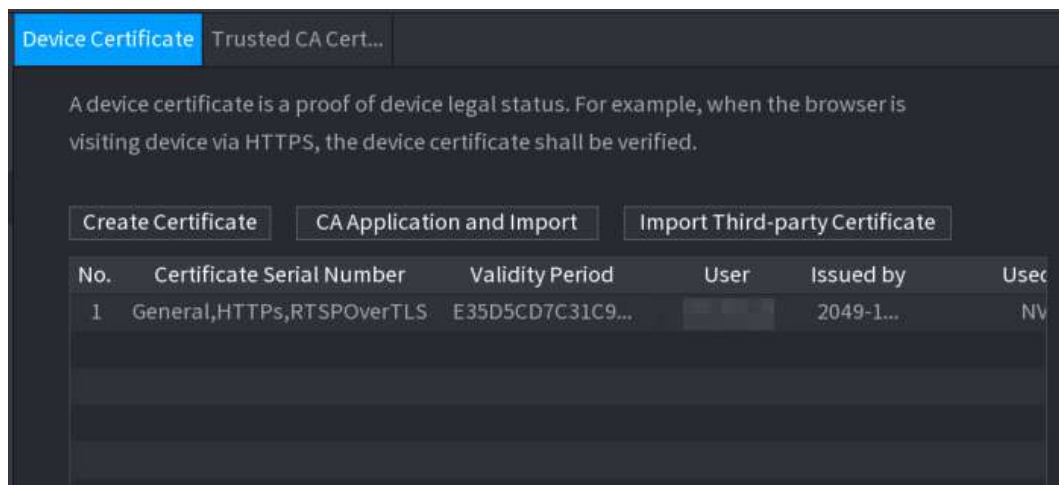 Device Certificate Trusted CA Cert...
A device certificate is a proof of device legal status. For example, when the browser is
visiting device via HTTPS, the device certificate shall be verified.
Create Certificate CA Application and Import Import Third-party Certificate
No. Certificate Serial Number Validity Period User Issued by Used
1 General,HTTPs,RTSPOverTLS E35D5CD7C31C9... 2049-1... NV